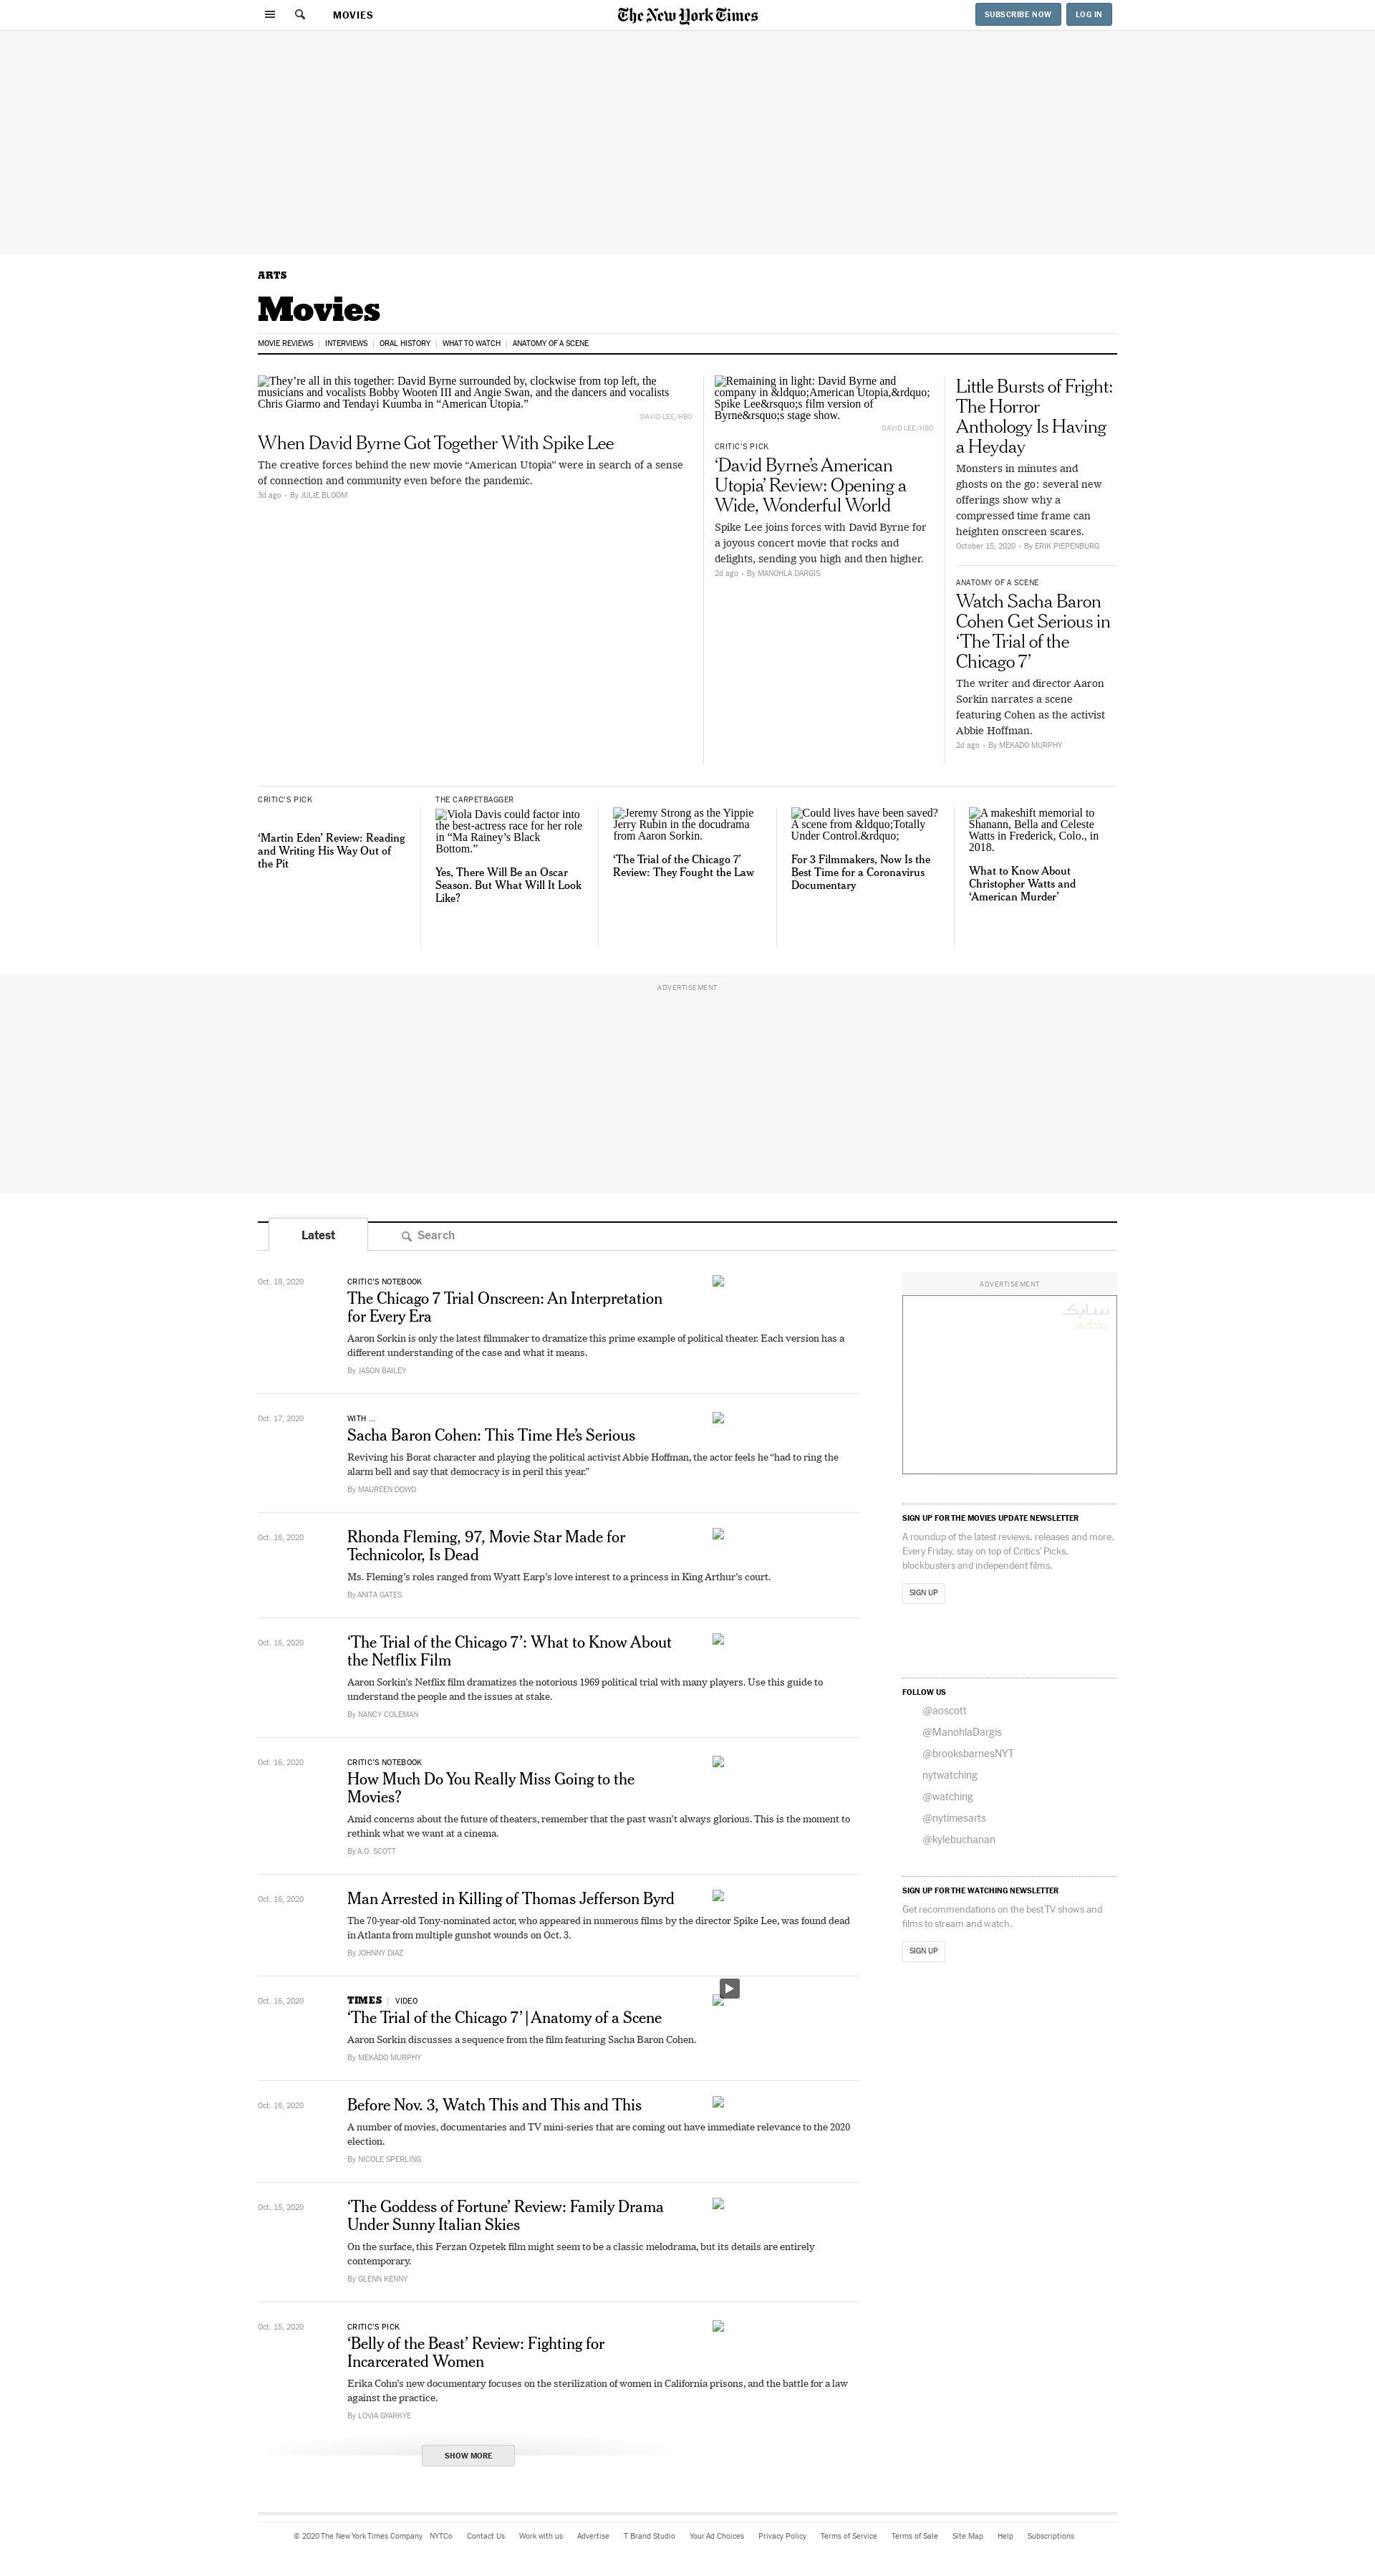 MOVIES
The New York Times
SUBSCRIBE NOW
LOG IN
ARTS
Movies
MOVIE REVIEWS
INTERVIEWS
ORAL HISTORY
WHAT TO WATCH
ANATOMY OF A SCENE
They’re all in this together: David Byrne surrounded by, clockwise from top left, the
musicians and vocalists Bobby Wooten III and Angie Swan, and the dancers and vocalists
Chris Giarmo and Tendayi Kuumba in “American Utopia.”
DAVID LEE/HBO
When David Byrne Got Together With Spike Lee
The creative forces behind the new movie “American Utopia” were in search of a sense
of connection and community even before the pandemic.
3d ago • By JULIE BLOOM
Remaining in light: David Byrne and
company in &ldquo;American Utopia,&rdquo;
Spike Lee&rsquo;s film version of
Byrne&rsquo;s stage show.
DAVID LEE/HBO
CRITIC’S PICK
‘David Byrne’s American
Utopia’ Review: Opening a
Wide, Wonderful World
Spike Lee joins forces with David Byrne for
a joyous concert movie that rocks and
delights, sending you high and then higher.
2d ago • By MANOHLA DARGIS
Little Bursts of Fright:
The Horror
Anthology Is Having
a Heyday
Monsters in minutes and
ghosts on the go: several new
offerings show why a
compressed time frame can
heighten onscreen scares.
October 15, 2020 • By ERIK PIEPENBURG
ANATOMY OF A SCENE
Watch Sacha Baron
Cohen Get Serious in
‘The Trial of the
Chicago 7’
The writer and director Aaron
Sorkin narrates a scene
featuring Cohen as the activist
Abbie Hoffman.
2d ago • By MEKADO MURPHY
CRITIC’S PICK
‘Martin Eden’ Review: Reading
and Writing His Way Out of
the Pit
THE CARPETBAGGER
Viola Davis could factor into
the best-actress race for her role
in “Ma Rainey’s Black
Bottom.”
Yes, There Will Be an Oscar
Season. But What Will It Look
Like?
Jeremy Strong as the Yippie
Jerry Rubin in the docudrama
from Aaron Sorkin.
‘The Trial of the Chicago 7’
Review: They Fought the Law
Could lives have been saved?
A scene from &ldquo;Totally
Under Control.&rdquo;
For 3 Filmmakers, Now Is the
Best Time for a Coronavirus
Documentary
A makeshift memorial to
Shanann, Bella and Celeste
Watts in Frederick, Colo., in
2018.
What to Know About
Christopher Watts and
‘American Murder’
ADVERTISEMENT
Latest
Search
Oct. 18, 2020
CRITIC’S NOTEBOOK
The Chicago 7 Trial Onscreen: An Interpretation
for Every Era
Aaron Sorkin is only the latest filmmaker to dramatize this prime example of political theater. Each version has a
different understanding of the case and what it means.
By JASON BAILEY
Oct. 17, 2020
WITH ...
Sacha Baron Cohen: This Time He’s Serious
Reviving his Borat character and playing the political activist Abbie Hoffman, the actor feels he “had to ring the
alarm bell and say that democracy is in peril this year.”
By MAUREEN DOWD
Oct. 16, 2020
Rhonda Fleming, 97, Movie Star Made for
Technicolor, Is Dead
Ms. Fleming’s roles ranged from Wyatt Earp’s love interest to a princess in King Arthur’s court.
By ANITA GATES
Oct. 16, 2020
‘The Trial of the Chicago 7’: What to Know About
the Netflix Film
Aaron Sorkin’s Netflix film dramatizes the notorious 1969 political trial with many players. Use this guide to
understand the people and the issues at stake.
By NANCY COLEMAN
Oct. 16, 2020
CRITIC’S NOTEBOOK
How Much Do You Really Miss Going to the
Movies?
Amid concerns about the future of theaters, remember that the past wasn’t always glorious. This is the moment to
rethink what we want at a cinema.
By A.O. SCOTT
Oct. 16, 2020
Man Arrested in Killing of Thomas Jefferson Byrd
The 70-year-old Tony-nominated actor, who appeared in numerous films by the director Spike Lee, was found dead
in Atlanta from multiple gunshot wounds on Oct. 3.
By JOHNNY DIAZ
Oct. 16, 2020
TIMES
VIDEO
‘The Trial of the Chicago 7’ | Anatomy of a Scene
Aaron Sorkin discusses a sequence from the film featuring Sacha Baron Cohen.
By MEKADO MURPHY
Oct. 16, 2020
Before Nov. 3, Watch This and This and This
A number of movies, documentaries and TV mini-series that are coming out have immediate relevance to the 2020
election.
By NICOLE SPERLING
Oct. 15, 2020
‘The Goddess of Fortune’ Review: Family Drama
Under Sunny Italian Skies
On the surface, this Ferzan Ozpetek film might seem to be a classic melodrama, but its details are entirely
contemporary.
By GLENN KENNY
Oct. 15, 2020
CRITIC’S PICK
‘Belly of the Beast’ Review: Fighting for
Incarcerated Women
Erika Cohn’s new documentary focuses on the sterilization of women in California prisons, and the battle for a law
against the practice.
By LOVIA GYARKYE
SHOW MORE
ADVERTISEMENT
سابك
SIGN UP FOR THE MOVIES UPDATE NEWSLETTER
A roundup of the latest reviews, releases and more.
Every Friday, stay on top of Critics’ Picks,
blockbusters and independent films.
SIGN UP
FOLLOW US
@aoscott
@ManohlaDargis
@brooksbarnesNYT
nytwatching
@watching
@nytimesarts
@kylebuchanan
SIGN UP FOR THE WATCHING NEWSLETTER
Get recommendations on the best TV shows and
films to stream and watch.
SIGN UP
© 2020 The New York Times Company
NYTCo
Contact Us
Work with us
Advertise
T Brand Studio
Your Ad Choices
Privacy Policy
Terms of Service
Terms of Sale
Site Map
Help
Subscriptions